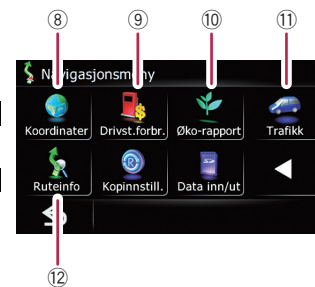 ⑧ ⑨ ⑩ ⑪
Navigasjonsmeny
Koordinater Drivst.forbr. Øko-rapport Trafikk
Ruteinfo Kopinnstill. Data inn/ut
⑫